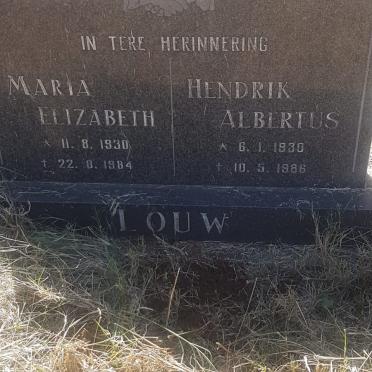 IN TERE HERINNERING
MARIA
ELIZABETH
* 11. 8. 1930
† 22. 8. 1984
HENDRIK
ALBERTUS
* 6. 1. 1930
† 10. 5. 1986
LOUW